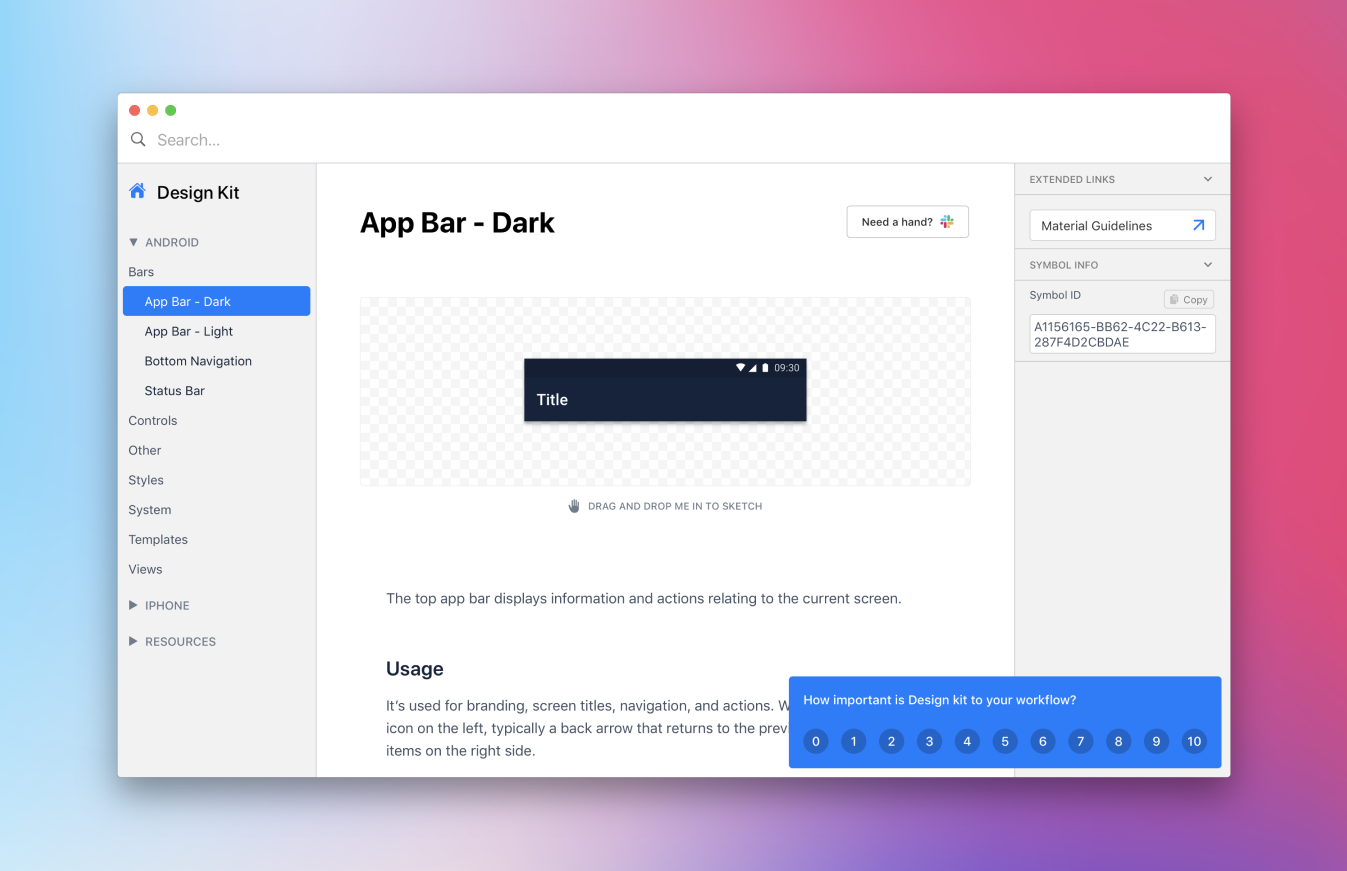 Search...
Design Kit
ANDROID
Bars
App Bar - Dark
App Bar - Light
Bottom Navigation
Status Bar
Controls
Other
Styles
System
Templates
Views
IPHONE
RESOURCES
App Bar - Dark
Need a hand?
09:30
Title
DRAG AND DROP ME IN TO SKETCH
The top app bar displays information and actions relating to the current screen.
Usage
It's used for branding, screen titles, navigation, and actions.
icon on the left, typically a back arrow that returns to the
items on the right side.
EXTENDED LINKS
Material Guidelines
SYMBOL INFO
Symbol ID
Copy
A1156165-BB62-4C22-B613-
287F4D2CBDAE
How important is Design kit to your workflow?
0 1 2 3 4 5 6 7 8 9 10